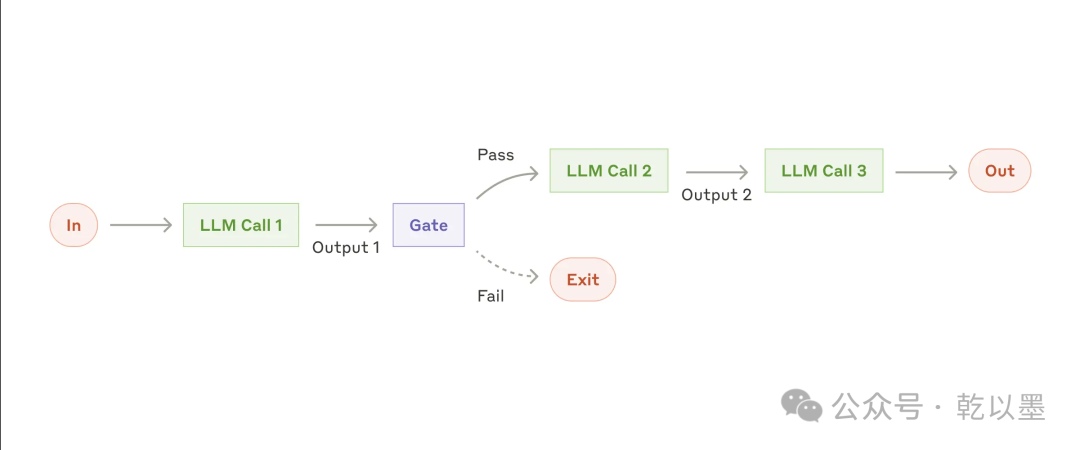 In
LLM Call 1
Output 1
Gate
Pass
LLM Call 2
Output 2
LLM Call 3
Out
Fail
Exit
公众号 · 乾以墨